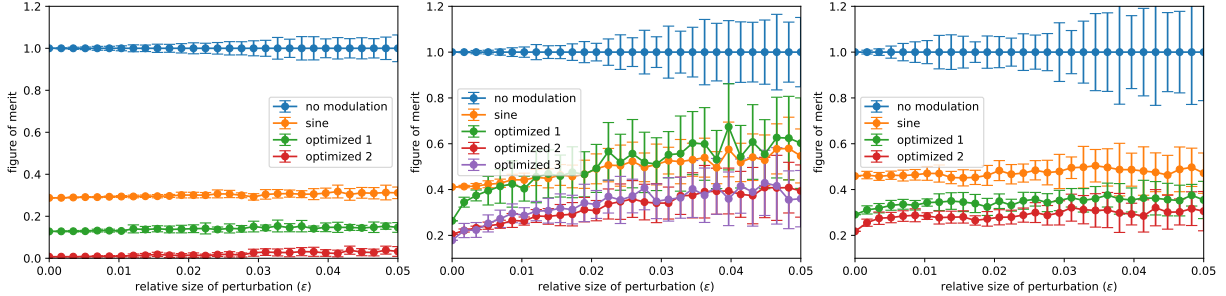 figure of merit
1.0
0.8
0.6
0.4
0.2
0.0
no modulation
sine
optimized 1
optimized 2
0.00 0.01 0.02 0.03 0.04 0.05
relative size of perturbation (ε)
figure of merit
1.2
1.0
0.8
0.6
0.4
0.2
no modulation
sine
optimized 1
optimized 2
optimized 3
0.00 0.01 0.02 0.03 0.04 0.05
relative size of perturbation (ε)
figure of merit
1.2
1.0
0.8
0.6
0.4
0.2
no modulation
sine
optimized 1
optimized 2
0.00 0.01 0.02 0.03 0.04 0.05
relative size of perturbation (ε)